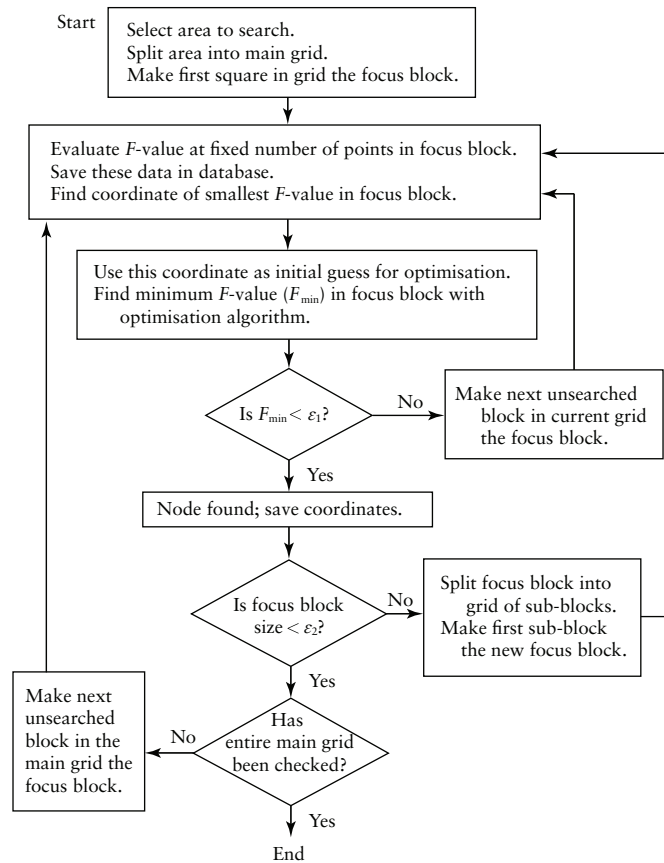 Start
Select area to search.
Split area into main grid.
Make first square in grid the focus block.
Evaluate F-value at fixed number of points in focus block.
Save these data in database.
Find coordinate of smallest F-value in focus block.
Use this coordinate as initial guess for optimisation.
Find minimum F-value (Fmin) in focus block with
optimisation algorithm.
Is Fmin < ε1?
No
Make next unsearched
block in current grid
the focus block.
Yes
Node found; save coordinates.
Is focus block
size < ε2?
No
Split focus block into
grid of sub-blocks.
Make first sub-block
the new focus block.
Yes
Has
entire main grid
been checked?
No
Make next
unsearched
block in the
main grid the
focus block.
Yes
End